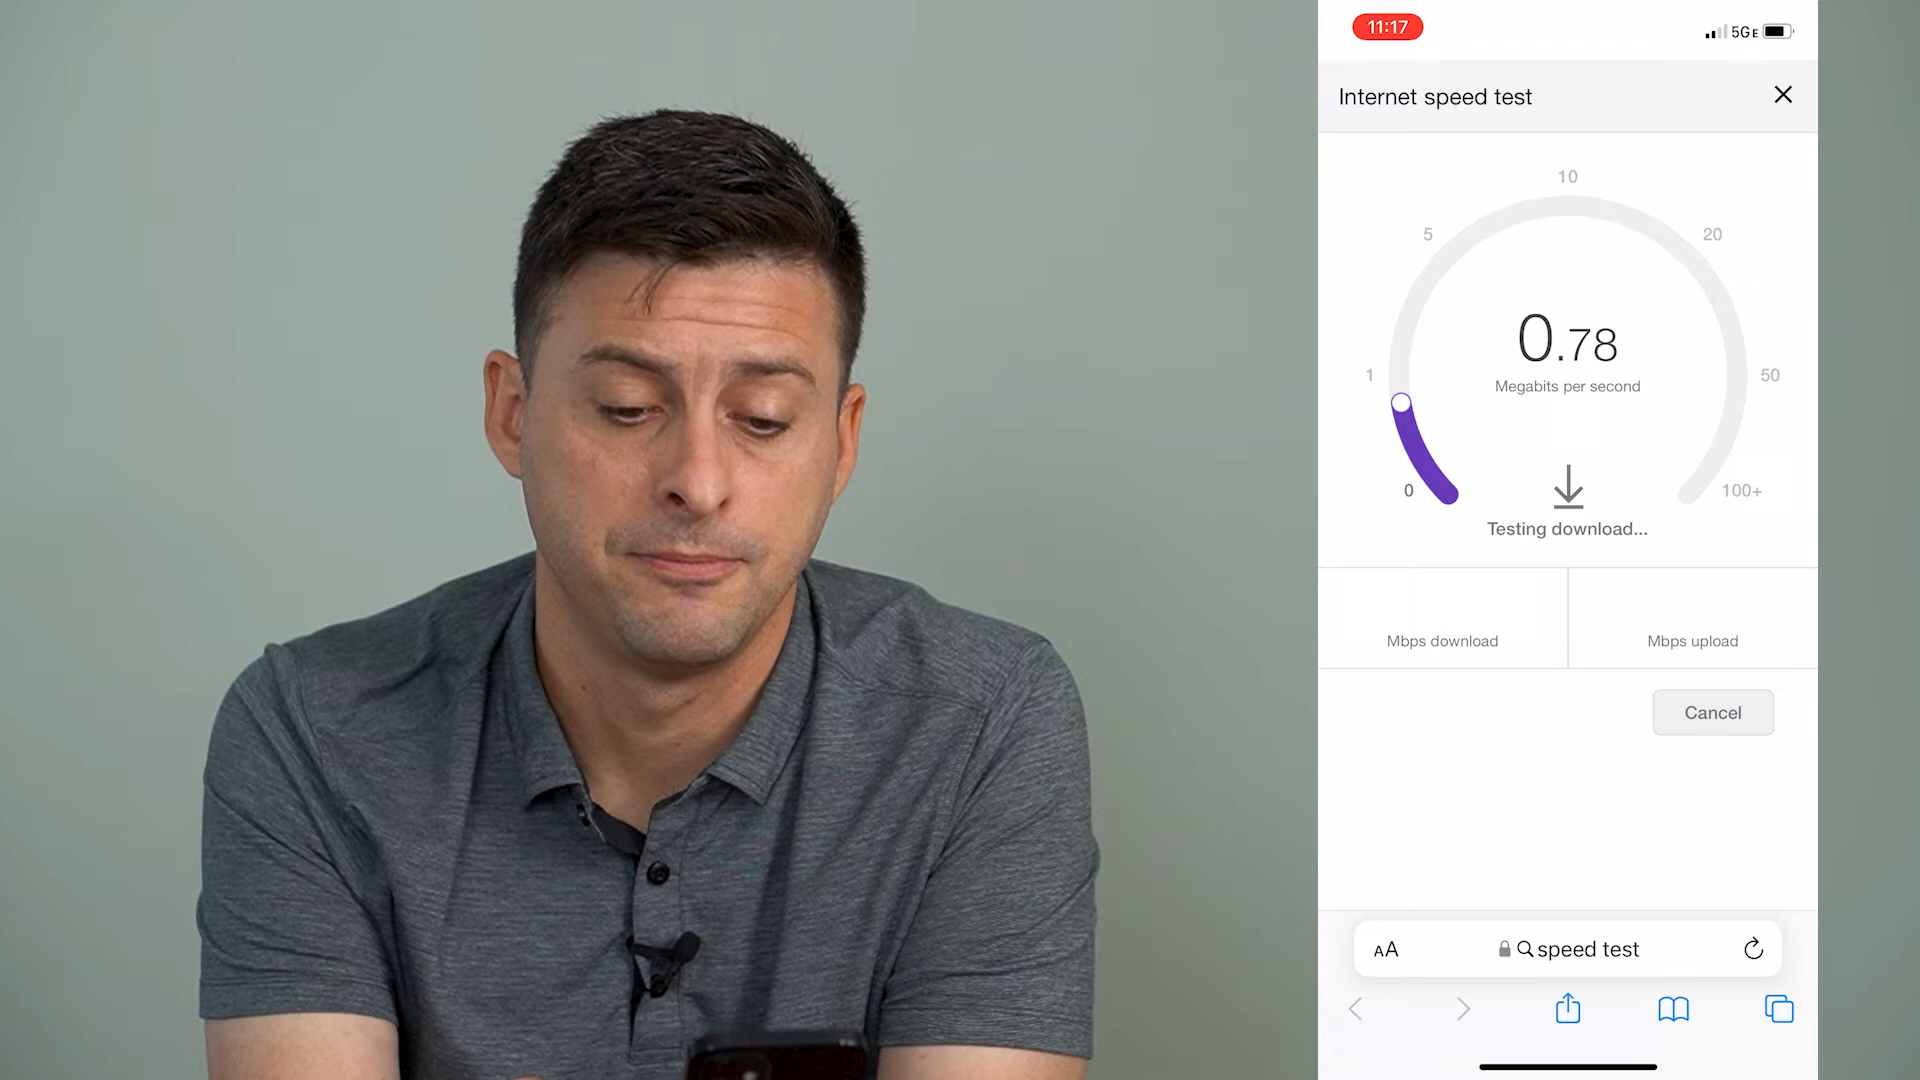 11:17
5GE
Internet speed test
10
5
20
0.78
1
50
Megabits per second
0
100+
Testing download...
Mbps download
Mbps upload
Cancel
AA
speed test